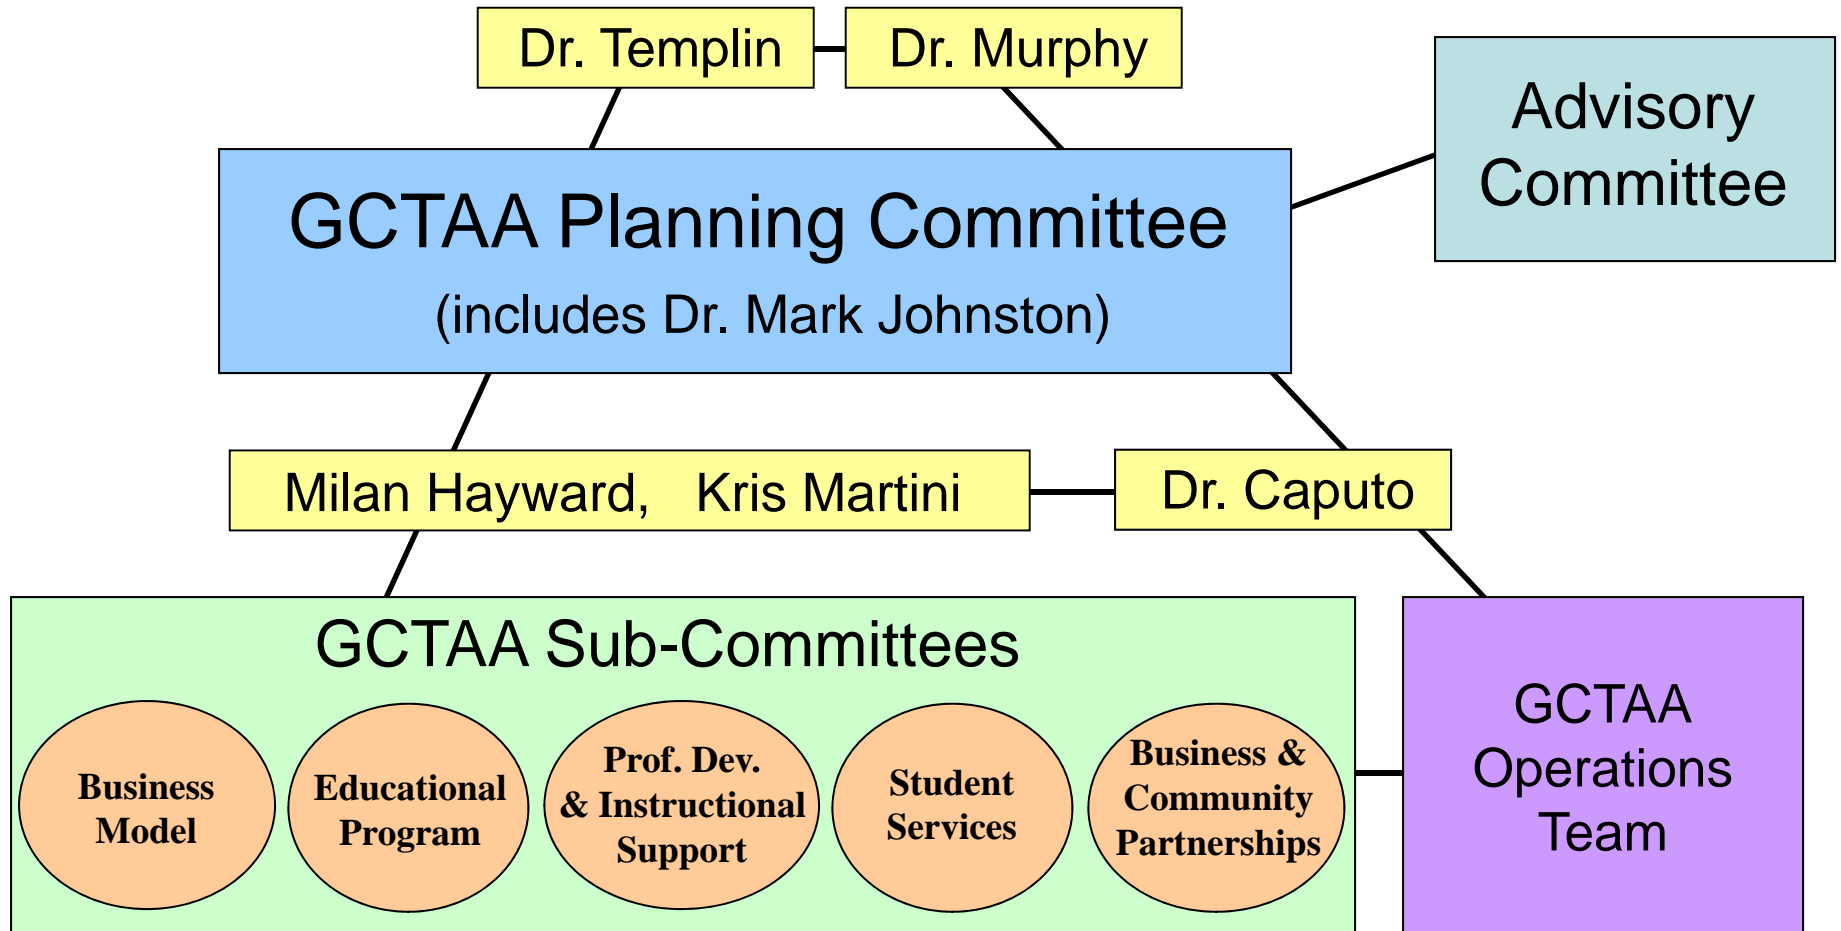 Dr. Templin
Dr. Murphy
Advisory
Committee
GCTAA Planning Committee
(includes Dr. Mark Johnston)
Milan Hayward,   Kris Martini
Dr. Caputo
GCTAA Sub-Committees
Business
Model
Educational
Program
Prof. Dev.
& Instructional
Support
Student
Services
Business &
Community
Partnerships
GCTAA
Operations
Team